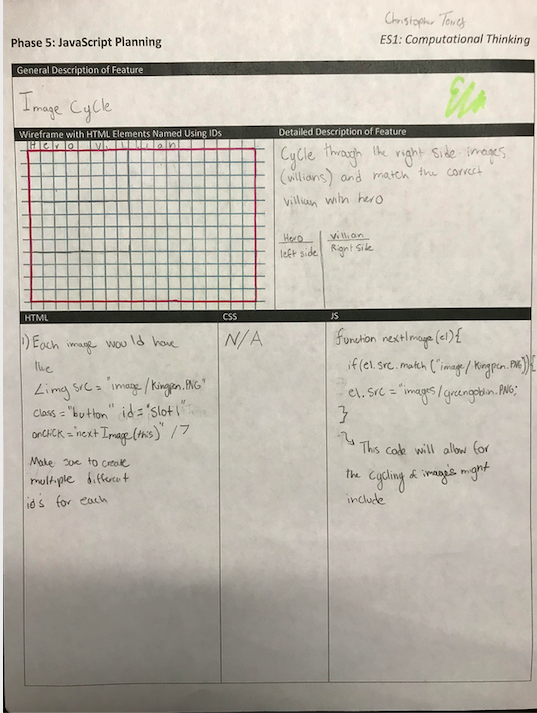 Christopher Torres
Phase 5: JavaScript Planning
ES1: Computational Thinking
General Description of Feature
Image Cycle
Wireframe with HTML Elements Named Using IDs
Detailed Description of Feature
Hero Villian
Cycle through the right side images
(villians) and match the correct
villian with hero
Hero
villian
left side
Right side
HTML
CSS
JS
1) Each image would have
the
<img src = "image/Kingpen.PNG"
class = "button" id = "slot1"
onclick = "next Image(this)" />
Make sure to create
multiple different
id's for each
N/A
function nextImage(el){
if(el.src.match("image/Kingpen.PNG")){
el.src = "images/greengoblin.PNG;
}
This code will allow for
the cycling of images might
include